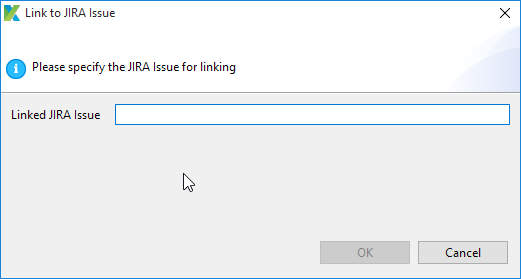 Link to JIRA Issue
Please specify the JIRA Issue for linking
Linked JIRA Issue
OK
Cancel